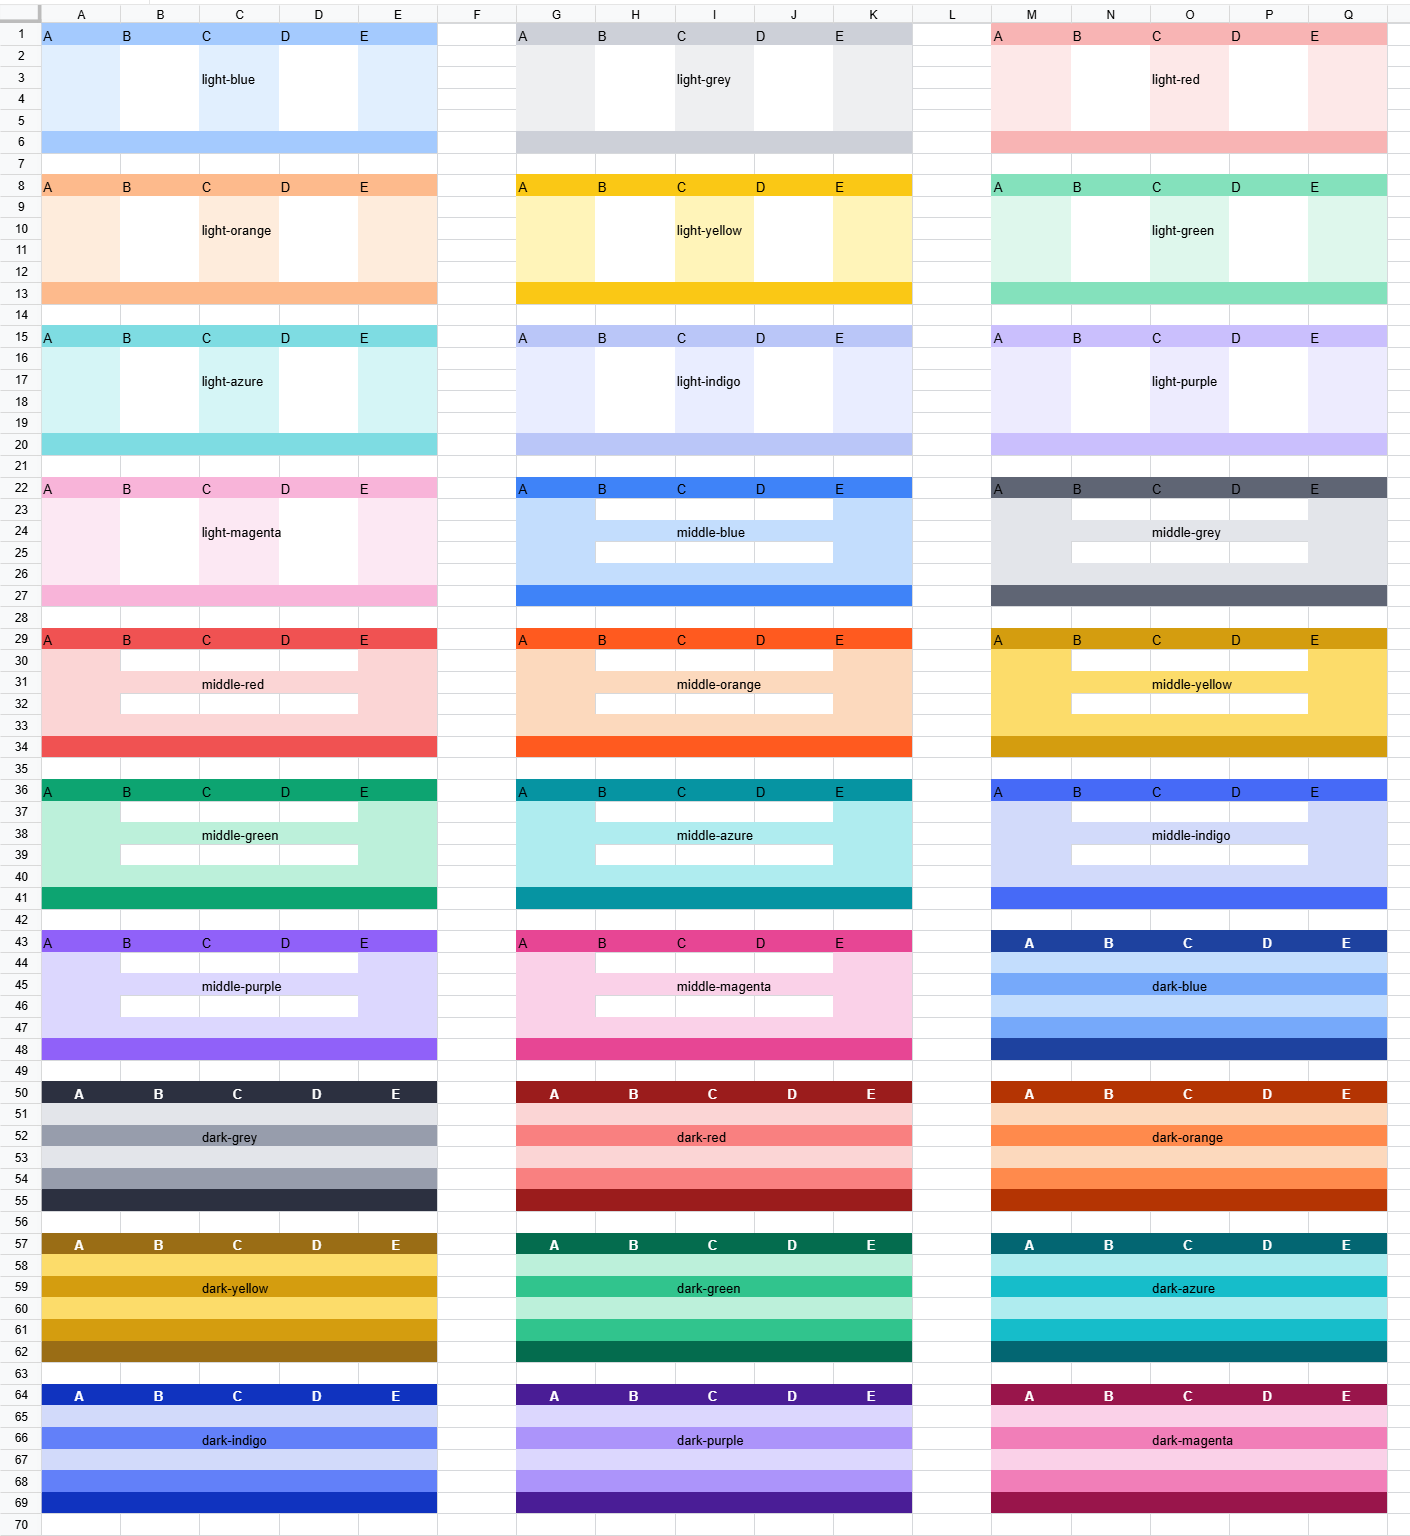 A B C D E F G H I J K L M N O P Q
1 A B C D E A B C D E A B C D E
2
3 light-blue light-grey light-red
4
5
6
7
8 A B C D E A B C D E A B C D E
9
10 light-orange light-yellow light-green
11
12
13
14
15 A B C D E A B C D E A B C D E
16
17 light-azure light-indigo light-purple
18
19
20
21
22 A B C D E A B C D E A B C D E
23
24 light-magenta middle-blue middle-grey
25
26
27
28
29 A B C D E A B C D E A B C D E
30
31 middle-red middle-orange middle-yellow
32
33
34
35
36 A B C D E A B C D E A B C D E
37
38 middle-green middle-azure middle-indigo
39
40
41
42
43 A B C D E A B C D E A B C D E
44
45 middle-purple middle-magenta dark-blue
46
47
48
49
50 A B C D E A B C D E A B C D E
51
52 dark-grey dark-red dark-orange
53
54
55
56
57 A B C D E A B C D E A B C D E
58
59 dark-yellow dark-green dark-azure
60
61
62
63
64 A B C D E A B C D E A B C D E
65
66 dark-indigo dark-purple dark-magenta
67
68
69
70